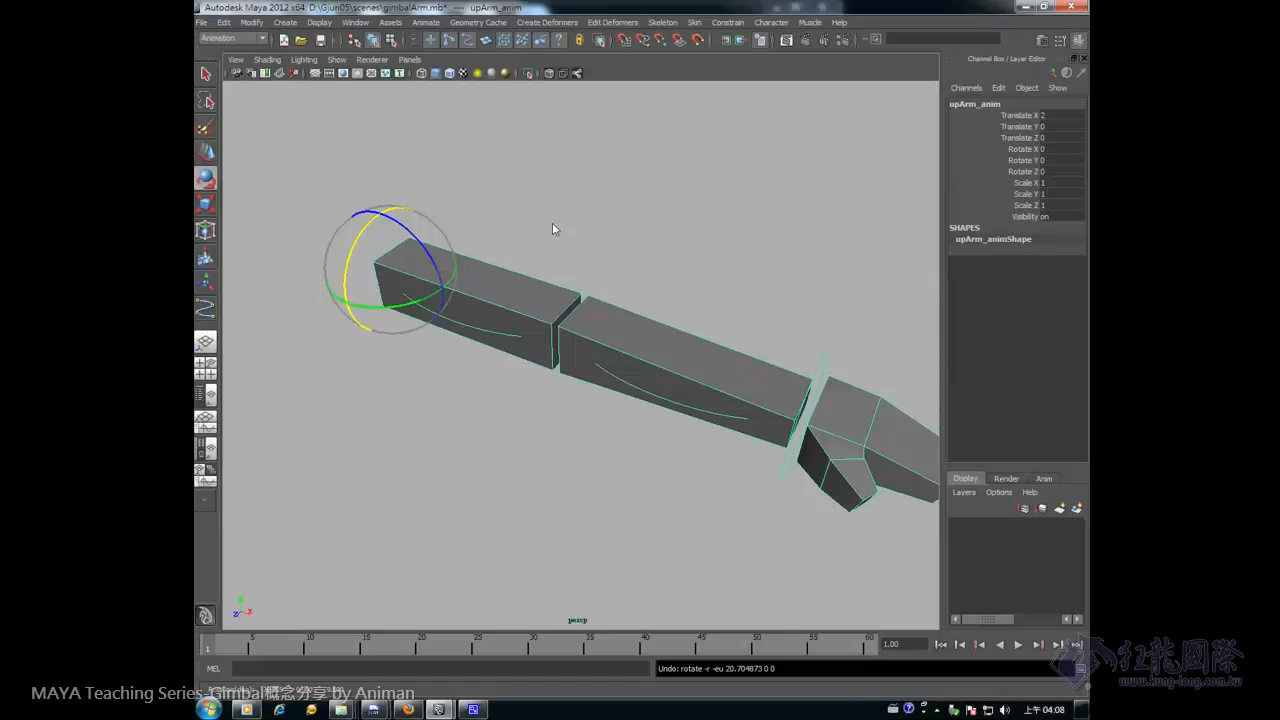 Autodesk Maya 2012 x64: D:\Gjun05\scenes\gimbalArm.mb* --- upArm_anim
File Edit Modify Create Display Window Assets Animate Geometry Cache Create Deformers Edit Deformers Skeleton Skin Constrain Character Muscle Help
Animation
Channel Box / Layer Editor
View Shading Lighting Show Renderer Panels
Channels Edit Object Show
upArm_anim
Translate X 2
Translate Y 0
Translate Z 0
Rotate X 0
Rotate Y 0
Rotate Z 0
Scale X 1
Scale Y 1
Scale Z 1
Visibility on
SHAPES
upArm_animShape
Display Render Anim
Layers Options Help
z x
persp
1 5 10 15 20 25 30 35 40 45 50 55 60 1.00
MEL Undo: rotate -r -eu 20.704873 0 0
MAYA Teaching Series-Gimbal概念分享 by Animan
上午 04:08
www.kung-long.com.tw